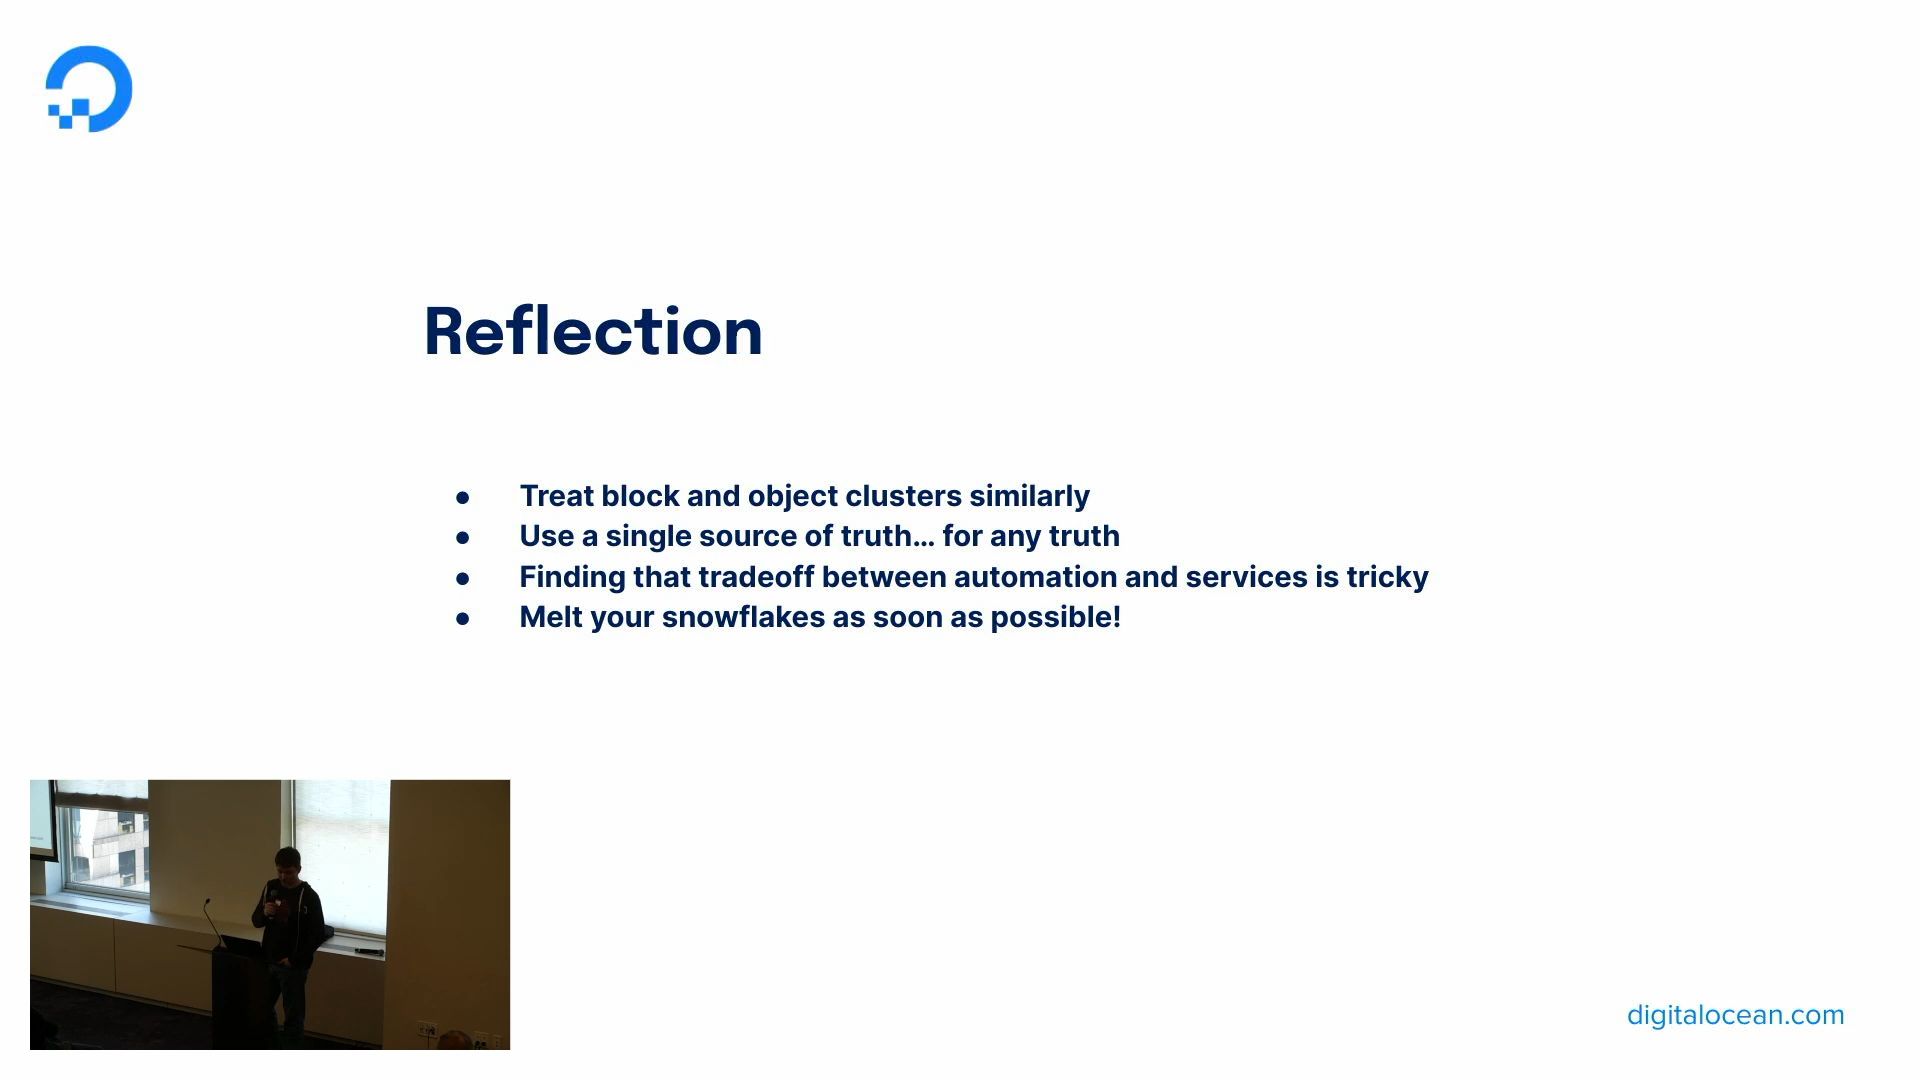 Reflection
● Treat block and object clusters similarly
● Use a single source of truth... for any truth
● Finding that tradeoff between automation and services is tricky
● Melt your snowflakes as soon as possible!
digitalocean.com